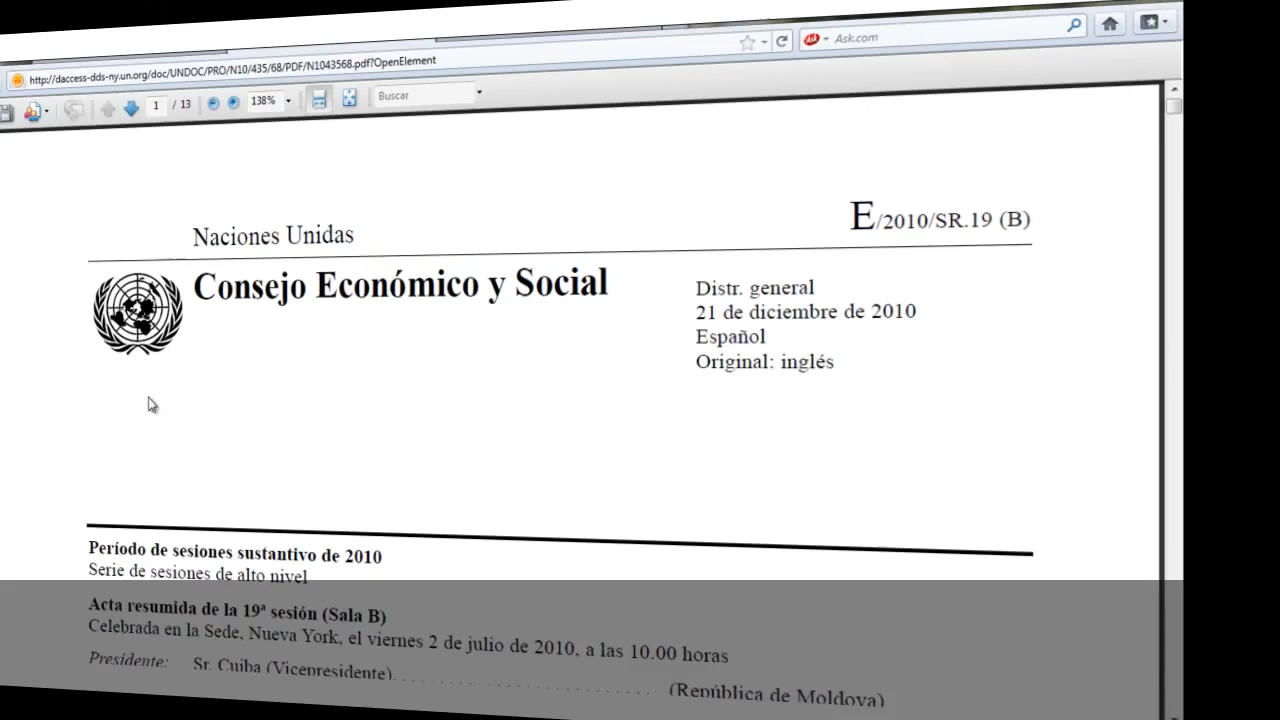 http://daccess-dds-ny.un.org/doc/UNDOC/PRO/N10/435/68/PDF/N1043568.pdf?OpenElement
Ask.com
1 / 13
138%
Buscar
Naciones Unidas
E/2010/SR.19 (B)
Consejo Económico y Social
Distr. general
21 de diciembre de 2010
Español
Original: inglés
Período de sesiones sustantivo de 2010
Serie de sesiones de alto nivel
Acta resumida de la 19ª sesión (Sala B)
Celebrada en la Sede, Nueva York, el viernes 2 de julio de 2010, a las 10.00 horas
Presidente: Sr. Cuiba (Vicepresidente) (República de Moldova)